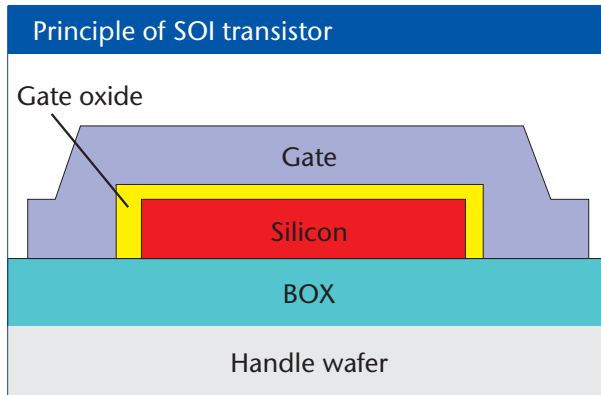 Principle of SOI transistor
Gate oxide
Gate
Silicon
BOX
Handle wafer